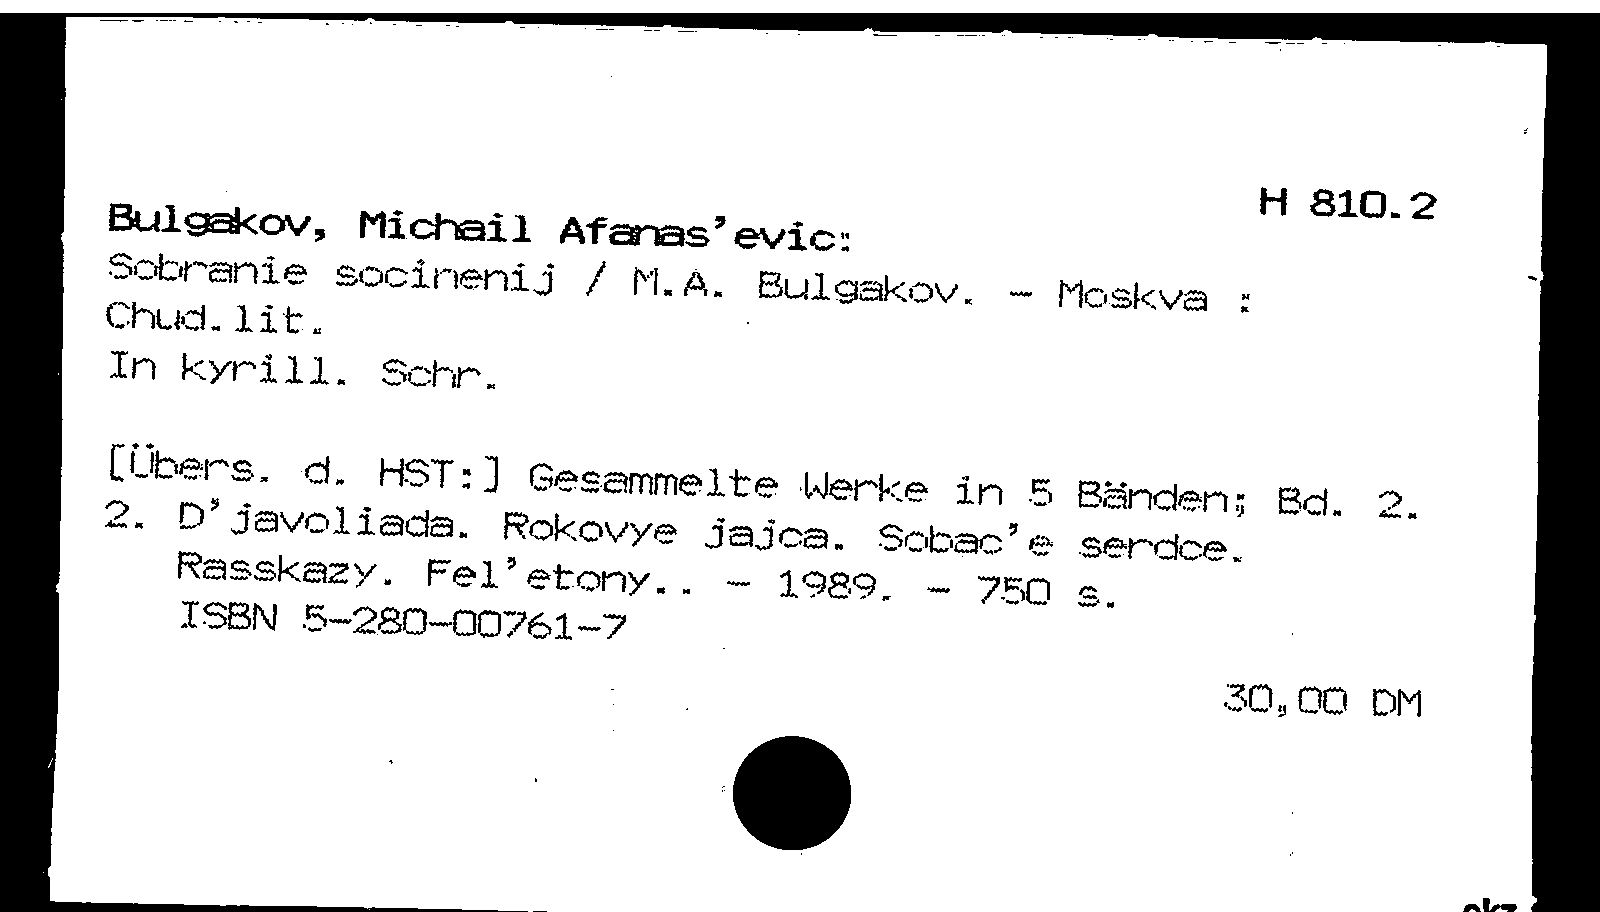 H 810.2
Bulgakov, Michail Afanas'evic:
Sobranie socinenij / M.A. Bulgakov. - Moskva :
Chud.lit.
In kyrill. Schr.
[Übers. d. HST:] Gesammelte Werke in 5 Bänden; Bd. 2.
2. D'javoliada. Rokovye jajca. Sobac'e serdce.
Rasskazy. Fel'etony.. - 1989. - 750 s.
ISBN 5-280-00761-7
30,00 DM